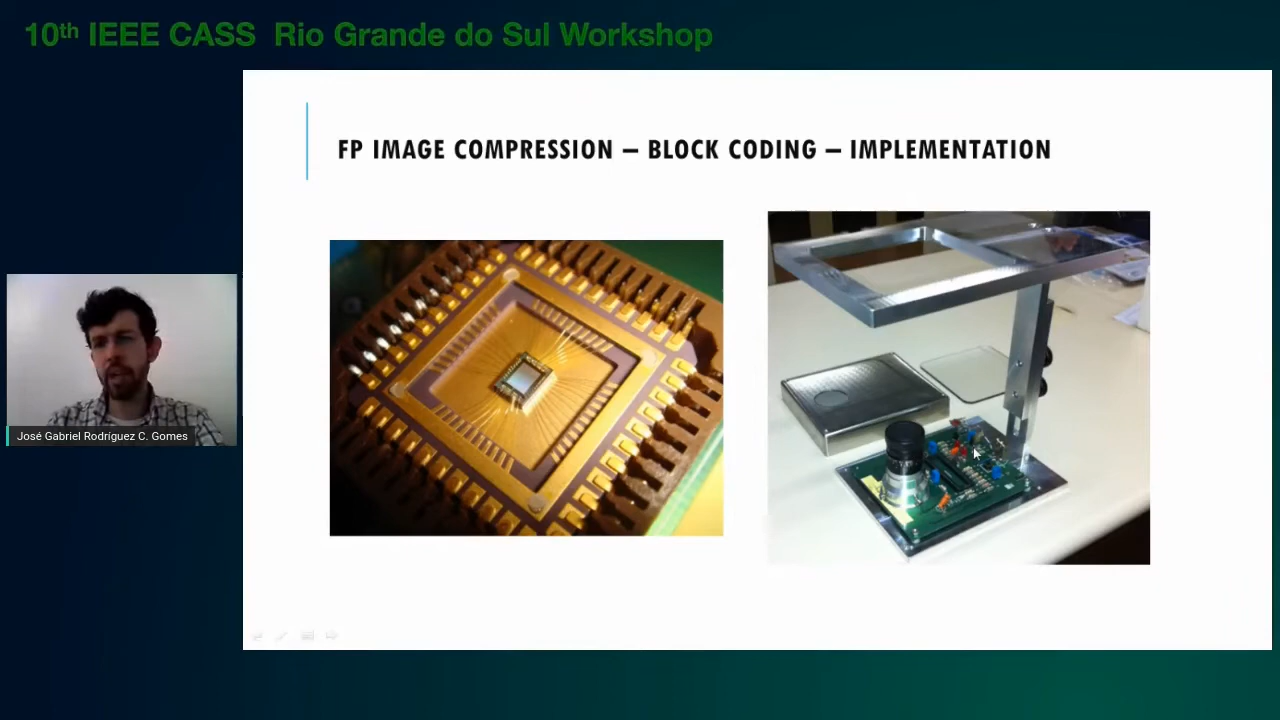 10th IEEE CASS Rio Grande do Sul Workshop
FP IMAGE COMPRESSION – BLOCK CODING – IMPLEMENTATION
José Gabriel Rodríguez C. Gomes